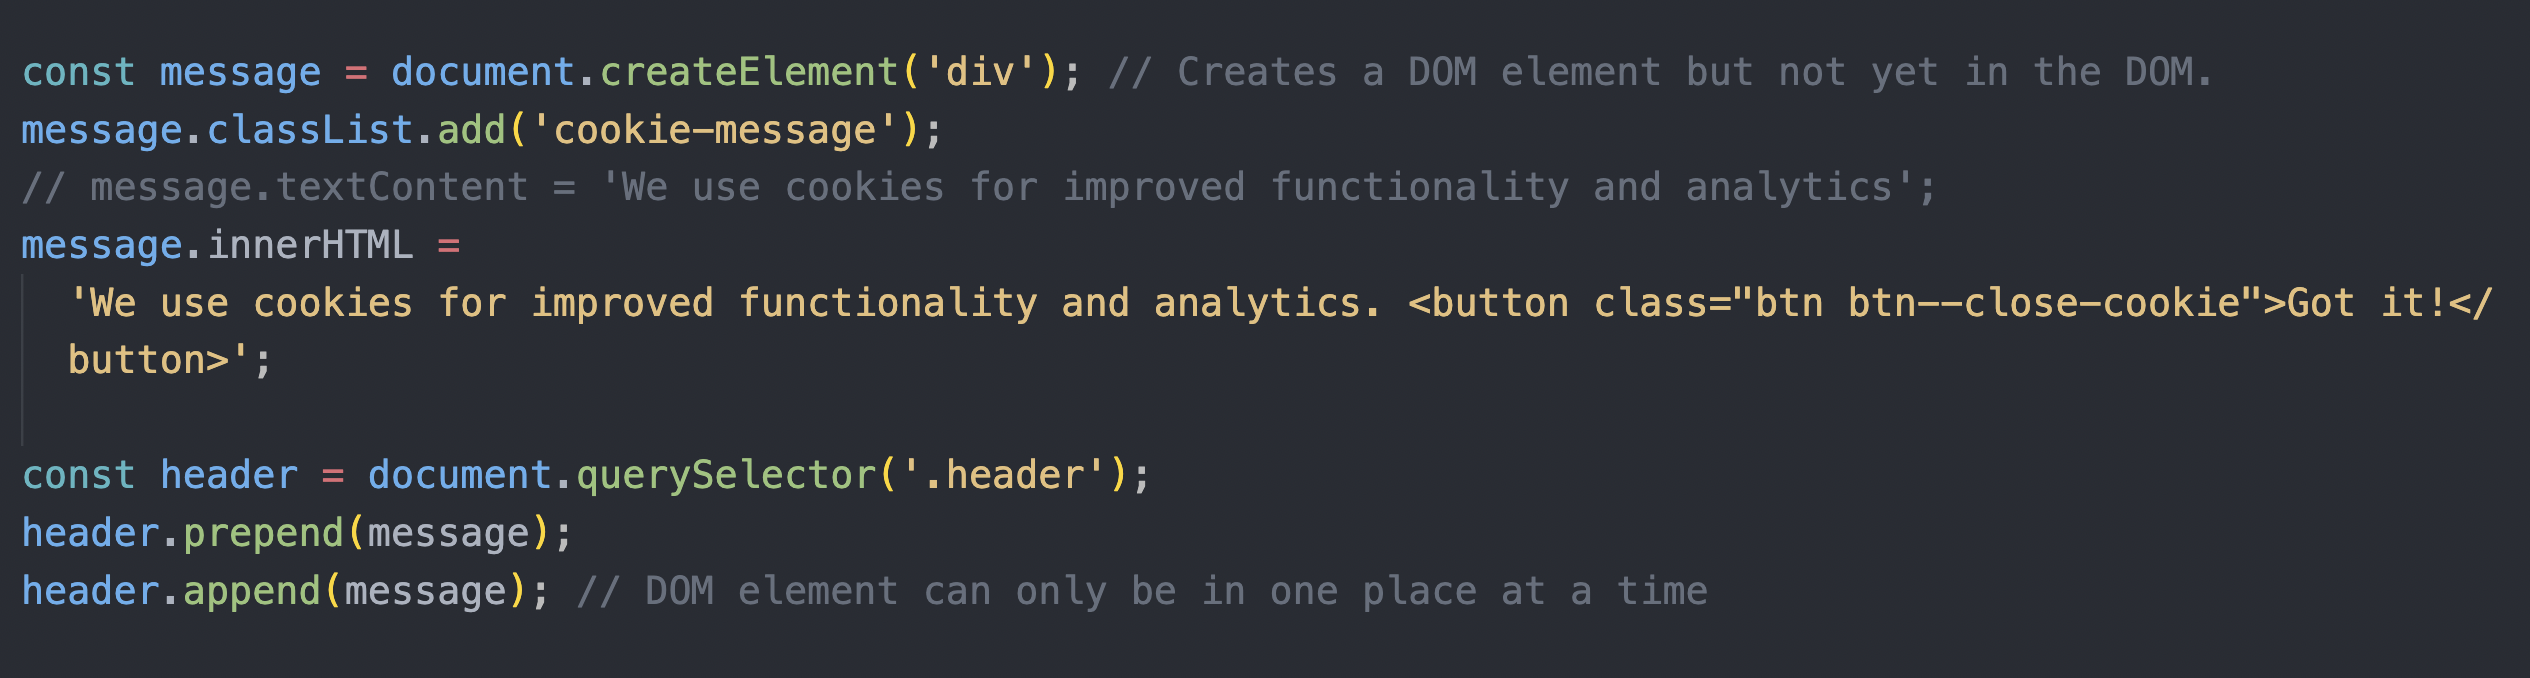 const message = document.createElement('div'); // Creates a DOM element but not yet in the DOM.
message.classList.add('cookie-message');
// message.textContent = 'We use cookies for improved functionality and analytics';
message.innerHTML =
'We use cookies for improved functionality and analytics. <button class="btn btn--close-cookie">Got it!</
button>';
const header = document.querySelector('.header');
header.prepend(message);
header.append(message); // DOM element can only be in one place at a time